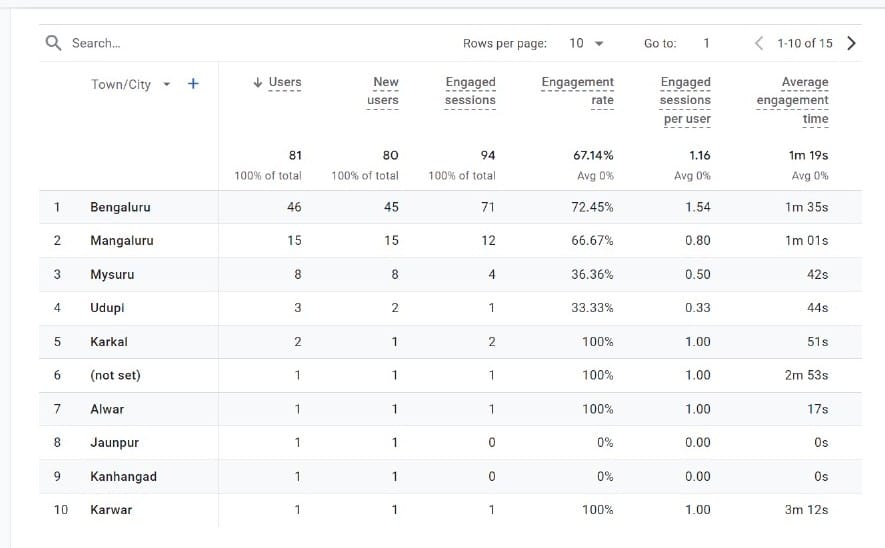 Search... Rows per page: 10 Go to: 1 1-10 of 15
Town/City + ↓ Users New users Engaged sessions Engagement rate Engaged sessions per user Average engagement time
81 80 94 67.14% 1.16 1m 19s
100% of total 100% of total 100% of total Avg 0% Avg 0% Avg 0%
1 Bengaluru 46 45 71 72.45% 1.54 1m 35s
2 Mangaluru 15 15 12 66.67% 0.80 1m 01s
3 Mysuru 8 8 4 36.36% 0.50 42s
4 Udupi 3 2 1 33.33% 0.33 44s
5 Karkal 2 1 2 100% 1.00 51s
6 (not set) 1 1 1 100% 1.00 2m 53s
7 Alwar 1 1 1 100% 1.00 17s
8 Jaunpur 1 1 0 0% 0.00 0s
9 Kanhangad 1 1 0 0% 0.00 0s
10 Karwar 1 1 1 100% 1.00 3m 12s